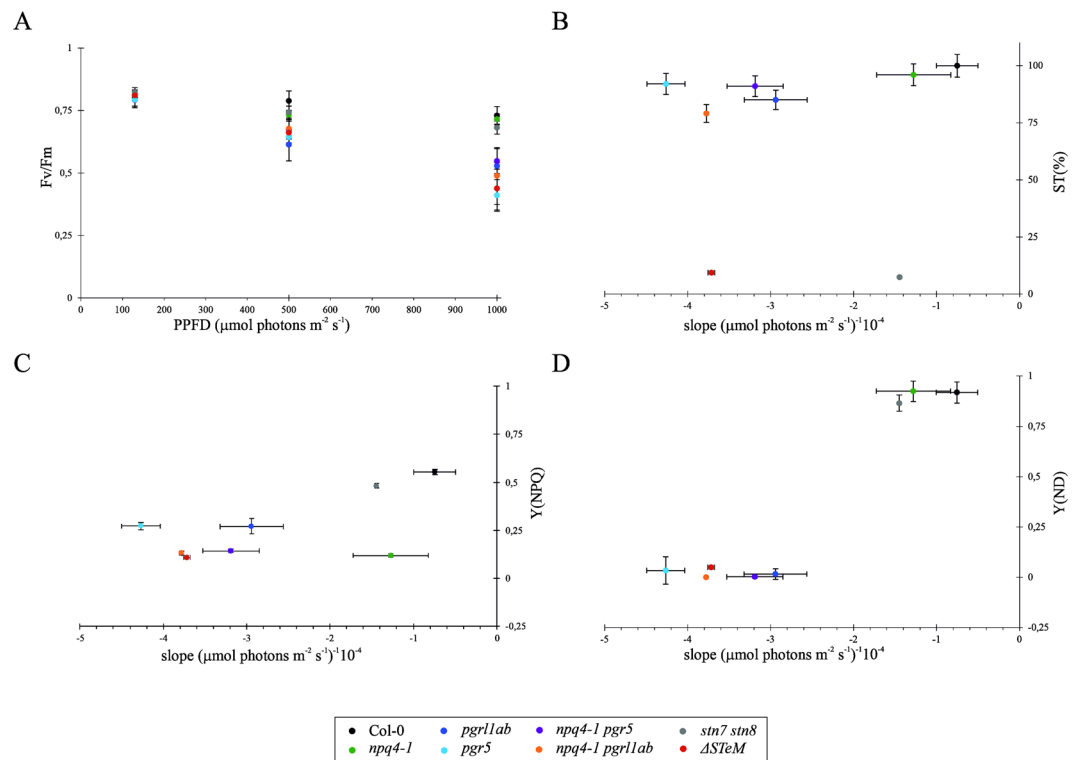 A
1
0,75
0,5
0,25
0
Fv/Fm
0 100 200 300 400 500 600 700 800 900 1000
PPFD (μmol photons m⁻² s⁻¹)
B
100
75
50
25
0
ST(%)
-5 -4 -3 -2 -1 0
slope (μmol photons m⁻² s⁻¹)⁻¹10⁻⁴
C
1
0,75
0,5
0,25
0
-0,25
Y(NPQ)
-5 -4 -3 -2 -1 0
slope (μmol photons m⁻² s⁻¹)⁻¹10⁻⁴
D
1
0,75
0,5
0,25
0
-0,25
Y(ND)
-5 -4 -3 -2 -1 0
slope (μmol photons m⁻² s⁻¹)⁻¹10⁻⁴
Col-0 pgrl1ab npq4-1 pgr5 stn7 stn8
npq4-1 pgr5 npq4-1 pgrl1ab ΔSTeM